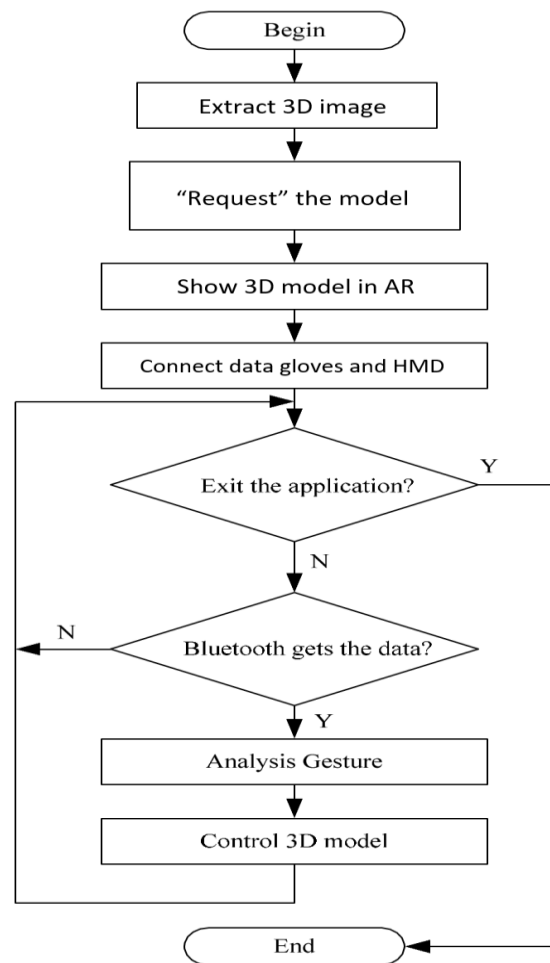 Begin
Extract 3D image
“Request” the model
Show 3D model in AR
Connect data gloves and HMD
Exit the application?
Y
N
Bluetooth gets the data?
N
Y
Analysis Gesture
Control 3D model
End